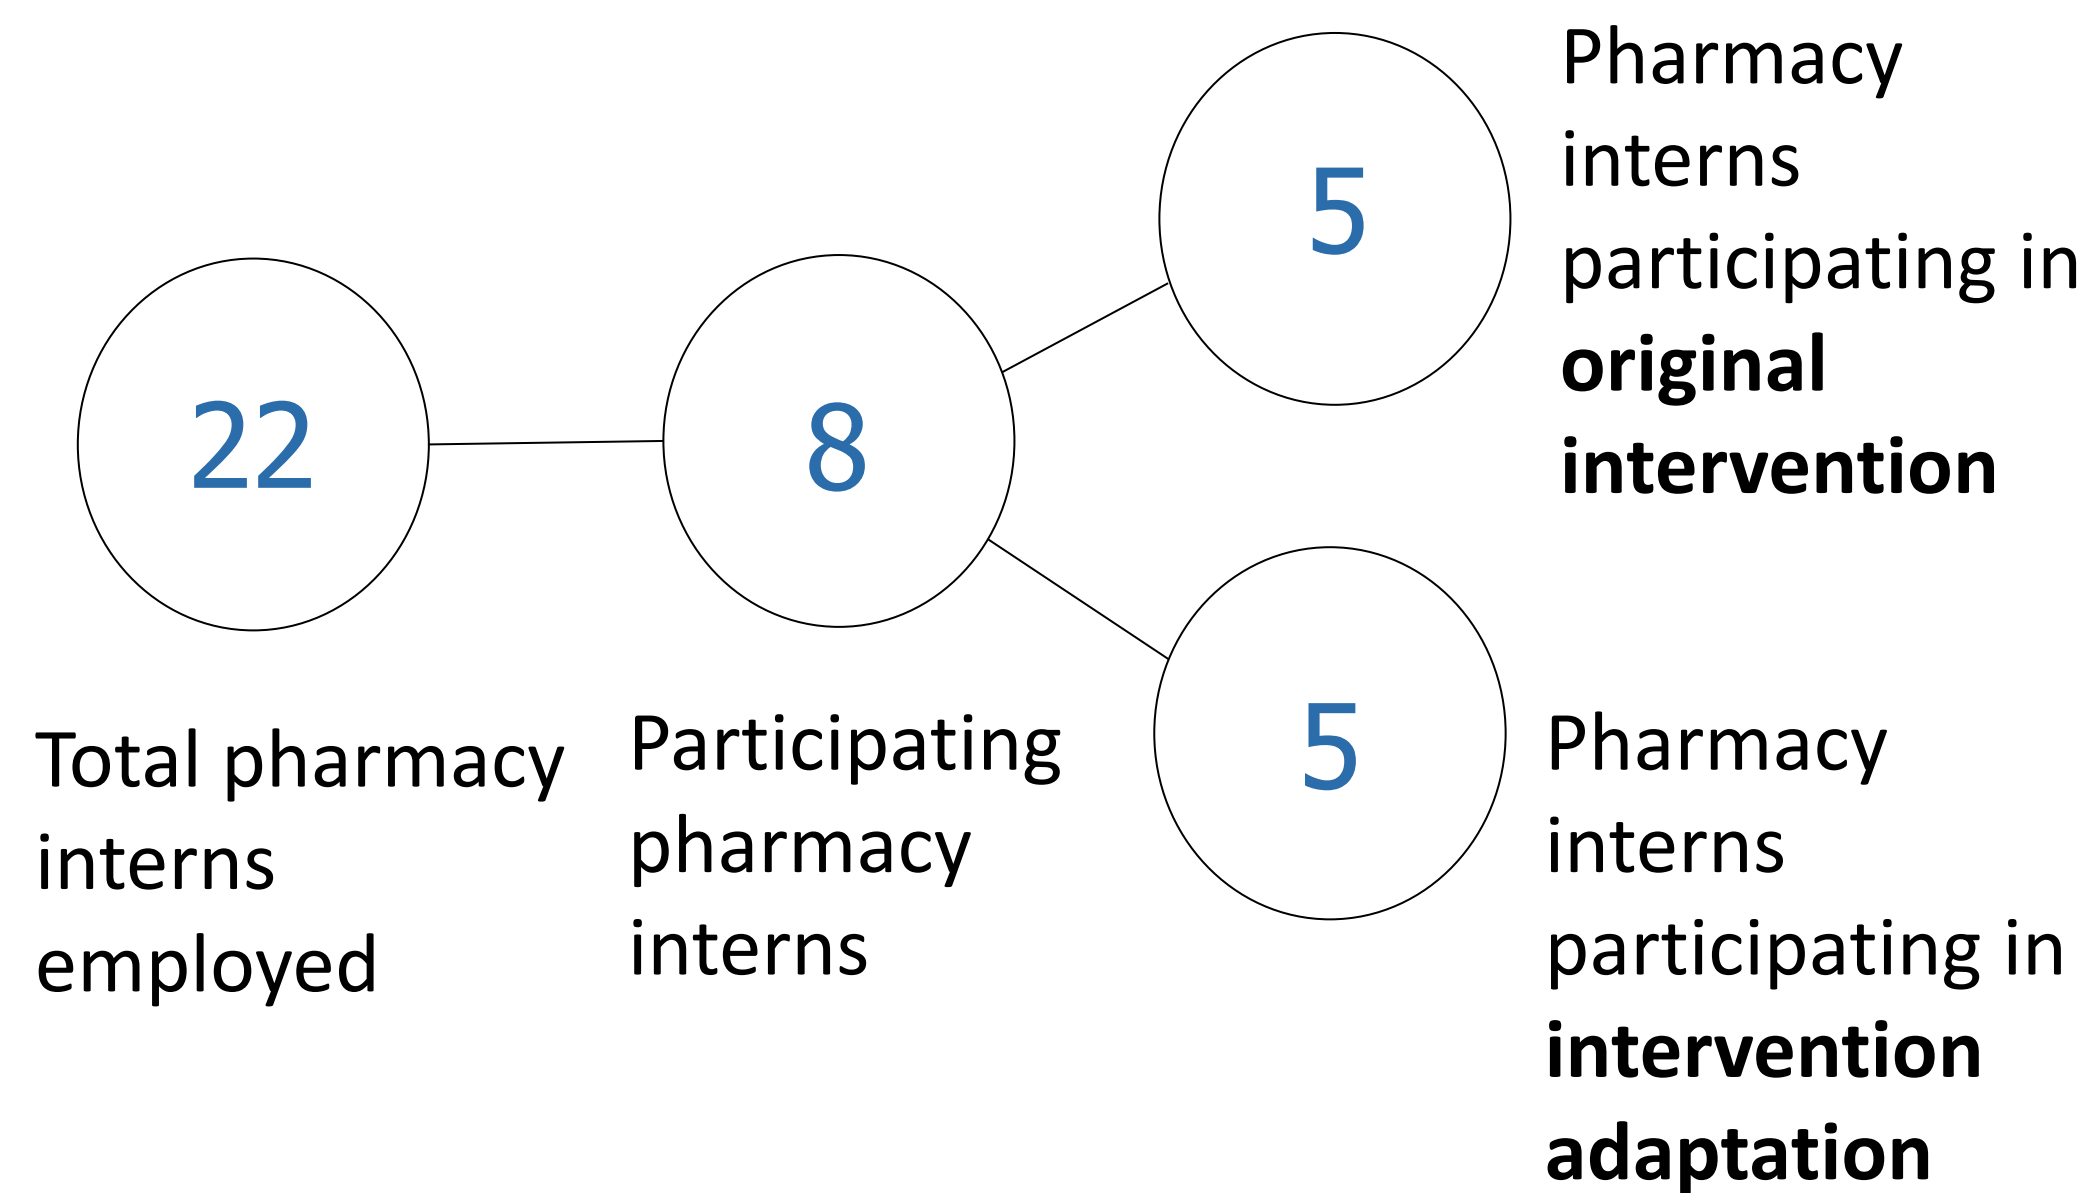 22
Total pharmacy
interns
employed
8
Participating
pharmacy
interns
5
Pharmacy
interns
participating in
original
intervention
5
Pharmacy
interns
participating in
intervention
adaptation